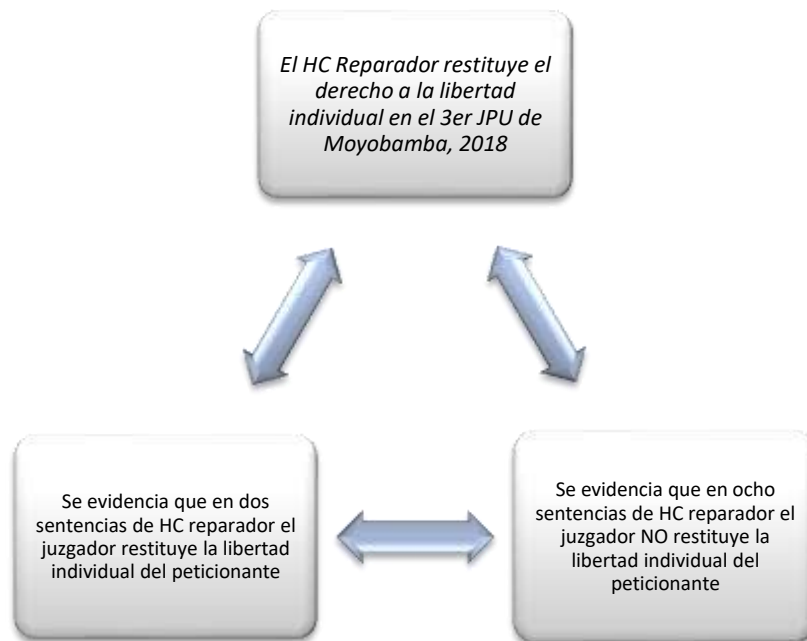 El HC Reparador restituye el
derecho a la libertad
individual en el 3er JPU de
Moyobamba, 2018
Se evidencia que en dos
sentencias de HC reparador el
juzgador restituye la libertad
individual del peticionante
Se evidencia que en ocho
sentencias de HC reparador el
juzgador NO restituye la
libertad individual del
peticionante